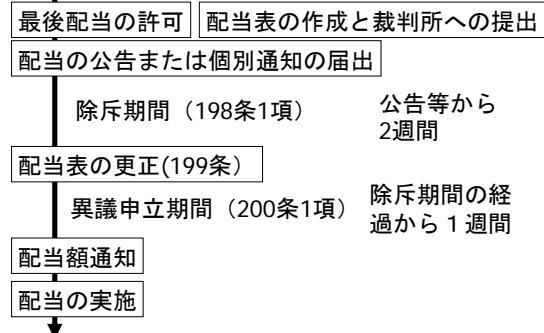 最後配当の許可 配当表の作成と裁判所への提出
配当の公告または個別通知の届出
除斥期間（198条1項） 公告等から
2週間
配当表の更正(199条）
異議申立期間（200条1項） 除斥期間の経
過から１週間
配当額通知
配当の実施